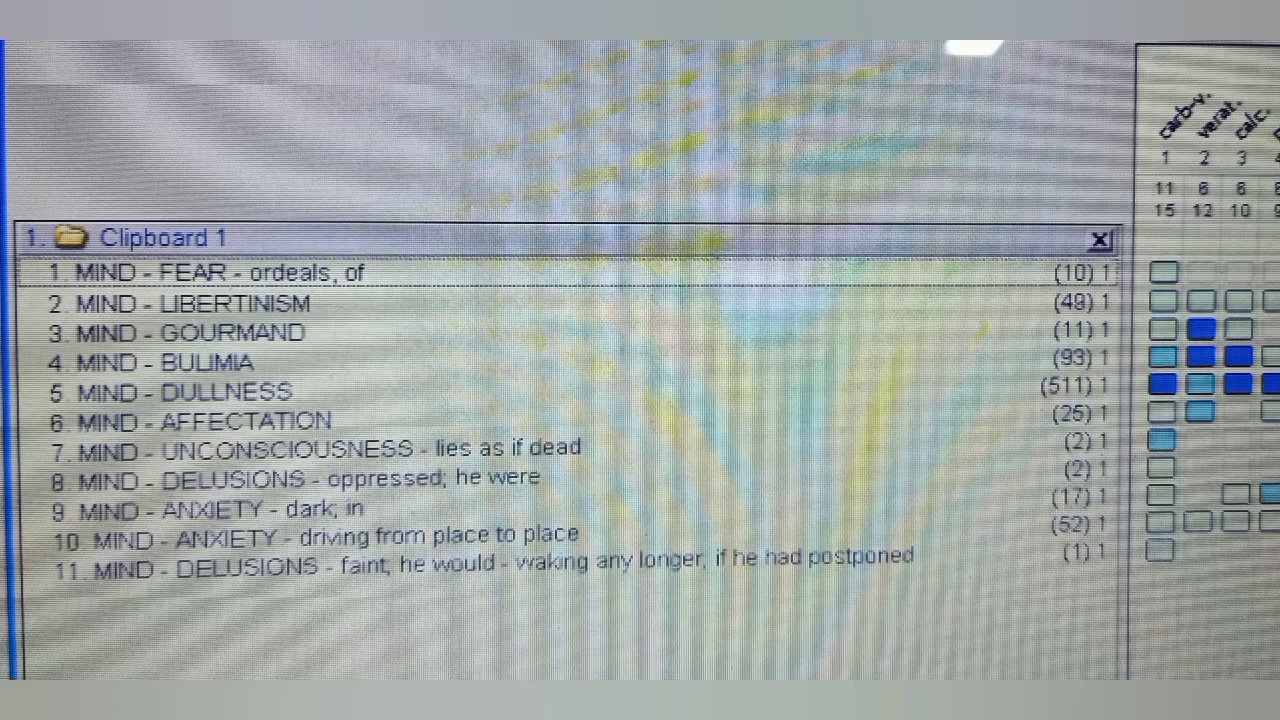 carb-v. verat. calc.
1 2 3
11 6 6
15 12 10
1. Clipboard 1
1. MIND - FEAR - ordeals, of (10) 1
2. MIND - LIBERTINISM (49) 1
3. MIND - GOURMAND (11) 1
4. MIND - BULIMIA (93) 1
5. MIND - DULLNESS (511) 1
6. MIND - AFFECTATION (25) 1
7. MIND - UNCONSCIOUSNESS - lies as if dead (2) 1
8. MIND - DELUSIONS - oppressed; he were (2) 1
9. MIND - ANXIETY - dark; in (17) 1
10. MIND - ANXIETY - driving from place to place (52) 1
11. MIND - DELUSIONS - faint; he would - waking any longer; if he had postponed (1) 1